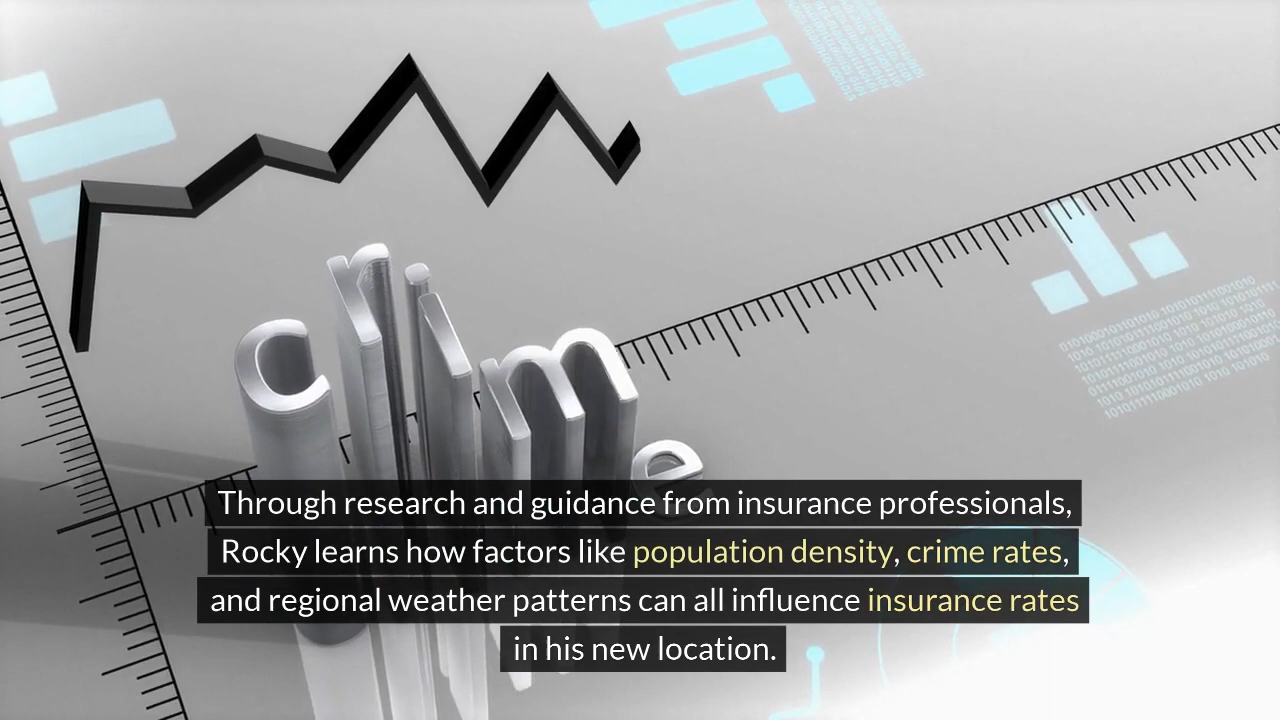 crime
Through research and guidance from insurance professionals,
Rocky learns how factors like population density, crime rates,
and regional weather patterns can all influence insurance rates
in his new location.